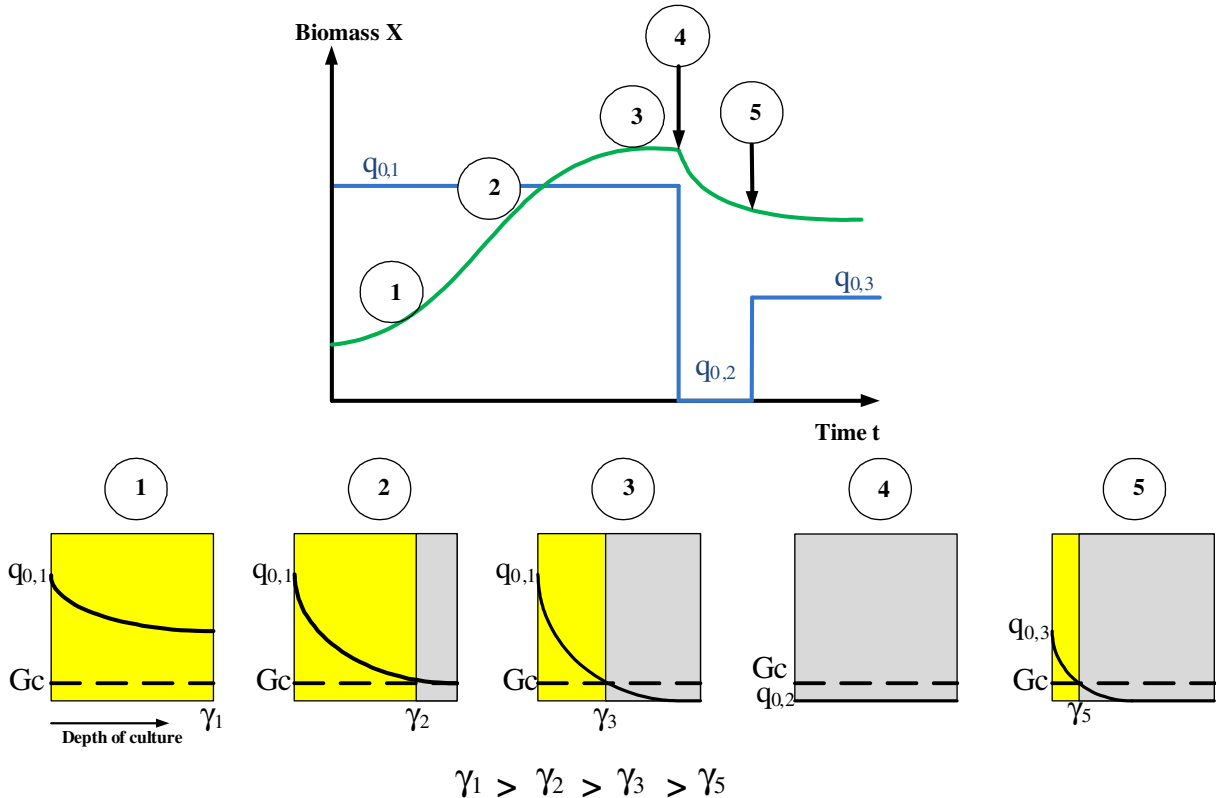 Biomass X
4
3
5
q0,1
2
1
q0,3
q0,2
Time t
1
2
3
4
5
q0,1
q0,1
q0,1
q0,3
Gc
Gc
Gc
Gc
q0,2
Gc
γ1
γ2
γ3
γ5
Depth of culture
γ1 > γ2 > γ3 > γ5